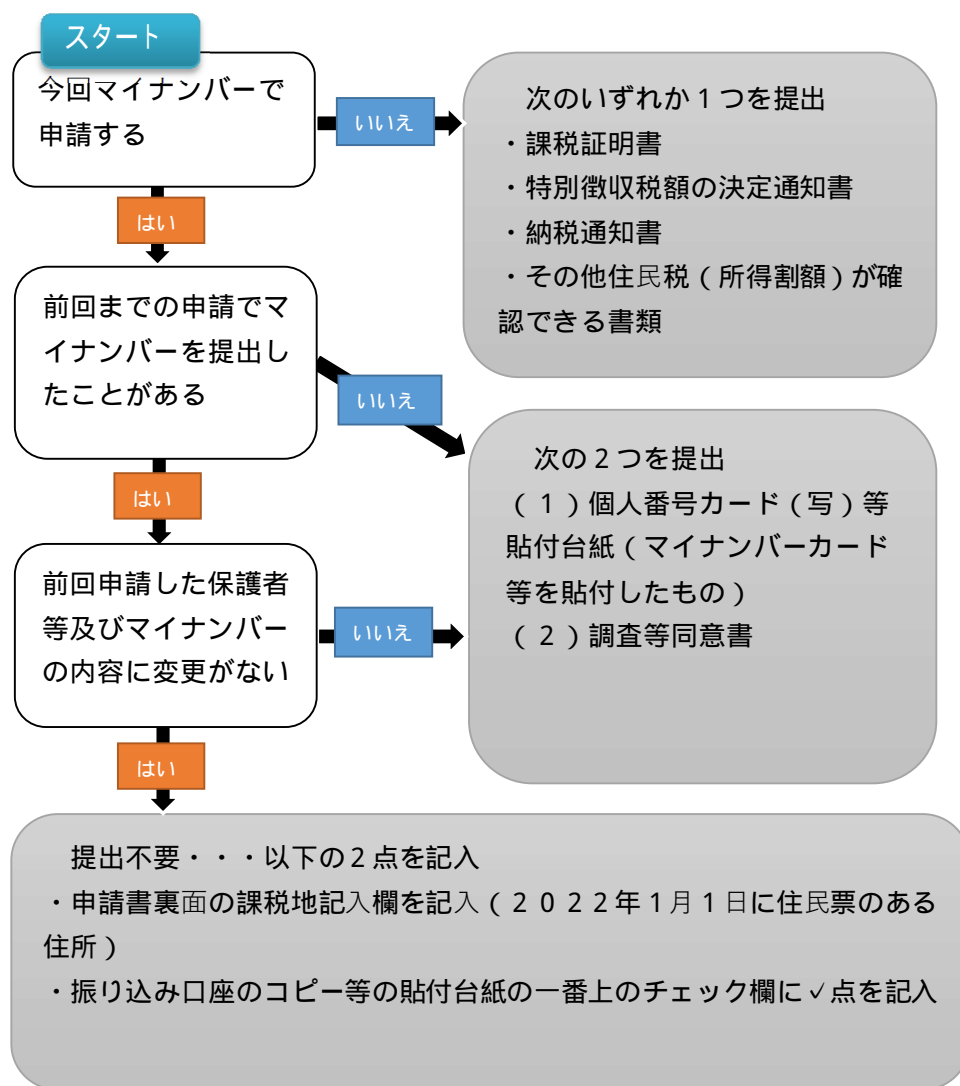 スタート
今回マイナンバーで
申請する
いいえ
次のいずれか１つを提出
・課税証明書
・特別徴収税額の決定通知書
・納税通知書
・その他住民税（所得割額）が確
認できる書類
はい
前回までの申請でマ
イナンバーを提出し
たことがある
いいえ
次の２つを提出
（１）個人番号カード（写）等
貼付台紙（マイナンバーカード
等を貼付したもの）
（２）調査等同意書
はい
前回申請した保護者
等及びマイナンバー
の内容に変更がない
いいえ
はい
提出不要・・・以下の２点を記入
・申請書裏面の課税地記入欄を記入（２０２２年１月１日に住民票のある
住所）
・振り込み口座のコピー等の貼付台紙の一番上のチェック欄に✓点を記入